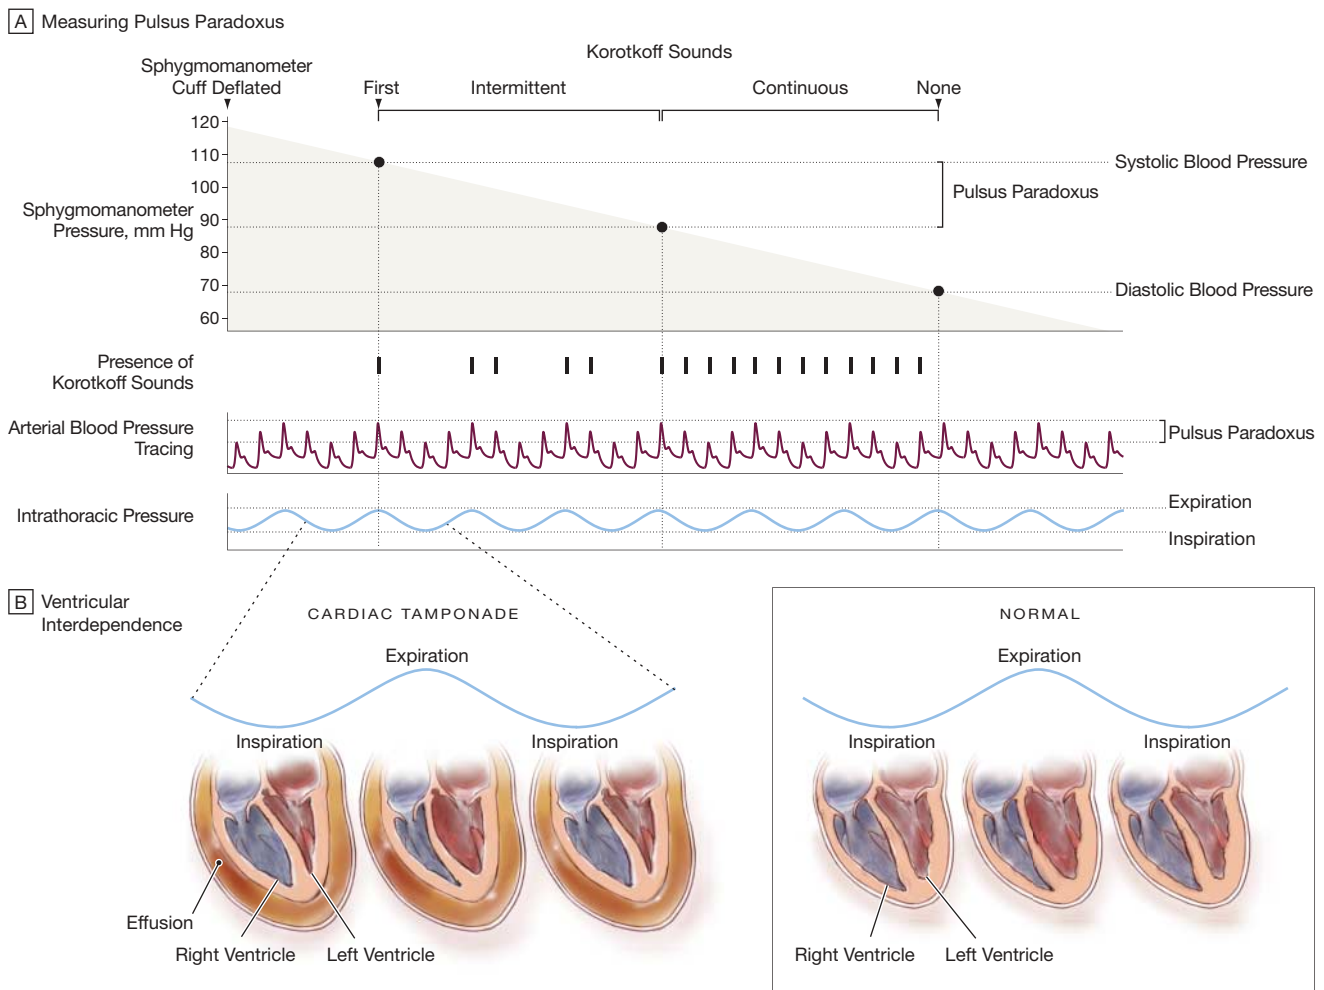 A Measuring Pulsus Paradoxus
Korotkoff Sounds
Sphygmomanometer
Cuff Deflated
First
Intermittent
Continuous
None
120
110
100
90
80
70
60
Sphygmomanometer
Pressure, mm Hg
Systolic Blood Pressure
Pulsus Paradoxus
Diastolic Blood Pressure
Presence of
Korotkoff Sounds
Arterial Blood Pressure
Tracing
Pulsus Paradoxus
Intrathoracic Pressure
Expiration
Inspiration
B Ventricular
Interdependence
CARDIAC TAMPONADE
Expiration
Inspiration
Inspiration
Effusion
Right Ventricle
Left Ventricle
NORMAL
Expiration
Inspiration
Inspiration
Right Ventricle
Left Ventricle